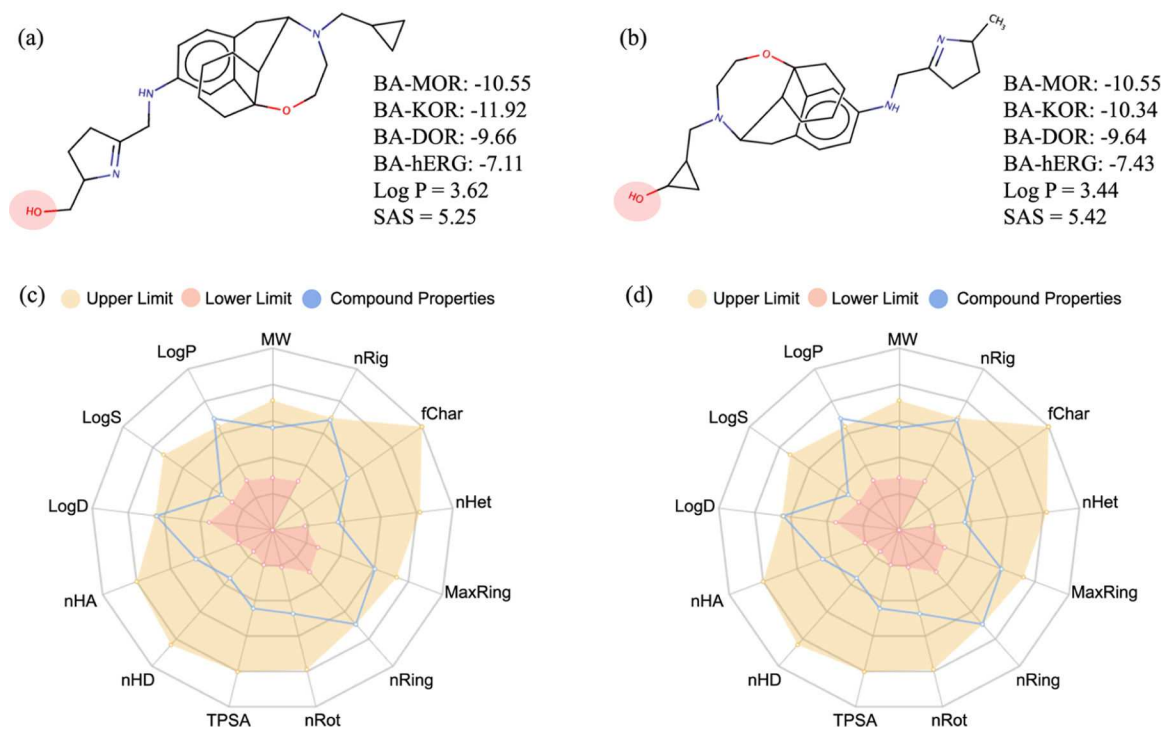 (a)
N
HN
O
N
HO
BA-MOR: -10.55
BA-KOR: -11.92
BA-DOR: -9.66
BA-hERG: -7.11
Log P = 3.62
SAS = 5.25
(b)
CH3
N
O
N
NH
HO
BA-MOR: -10.55
BA-KOR: -10.34
BA-DOR: -9.64
BA-hERG: -7.43
Log P = 3.44
SAS = 5.42
(c)
Upper Limit Lower Limit Compound Properties
MW
LogP
nRig
LogS
fChar
LogD
nHet
nHA
MaxRing
nHD
nRing
TPSA
nRot
(d)
Upper Limit Lower Limit Compound Properties
MW
LogP
nRig
LogS
fChar
LogD
nHet
nHA
MaxRing
nHD
nRing
TPSA
nRot